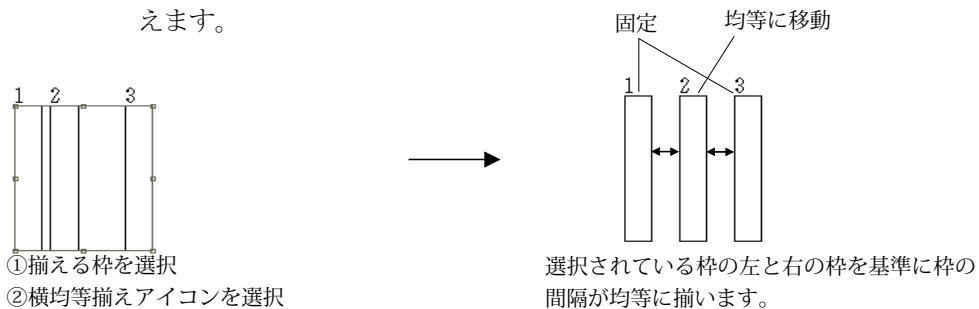 えます。
固定
均等に移動
1 2 3
1 2 3
①揃える枠を選択
②横均等揃えアイコンを選択
選択されている枠の左と右の枠を基準に枠の
間隔が均等に揃います。